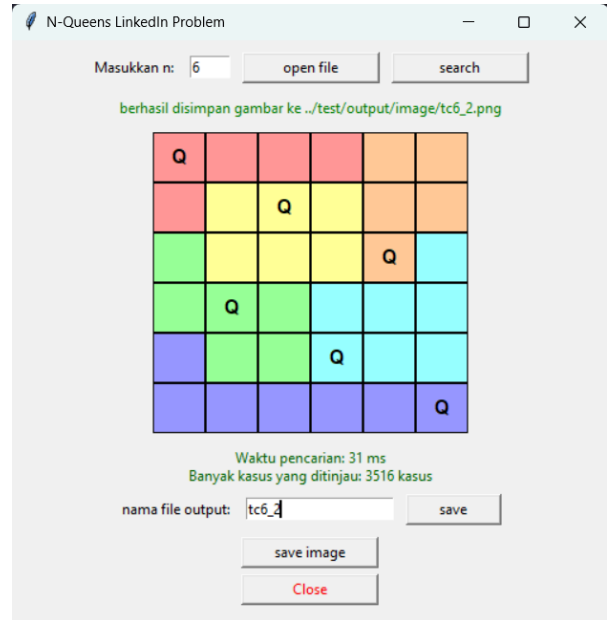 N-Queens LinkedIn Problem
Masukkan n: 6 open file search
berhasil disimpan gambar ke ../test/output/image/tc6_2.png
Q
Q
Q
Q
Q
Q
Waktu pencarian: 31 ms
Banyak kasus yang ditinjau: 3516 kasus
nama file output: tc6_2 save
save image
Close